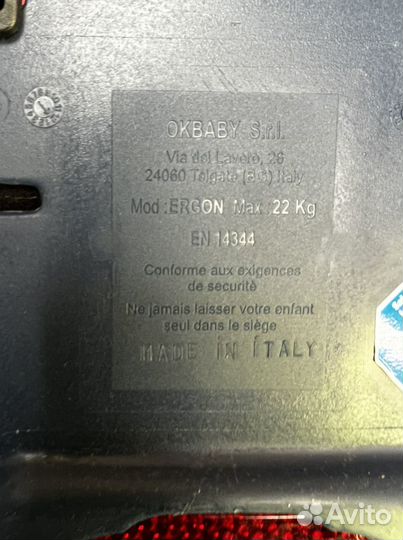 OKBABY S.r.l.
Via del Lavoro, 26
24060 Telgate (BG) Italy
Mod.:ERGON Max.:22 Kg
EN 14344
Conforme aux exigences
de securité
Ne jamais laisser votre enfant
seul dans le siège
MADE IN ITALY
Avito